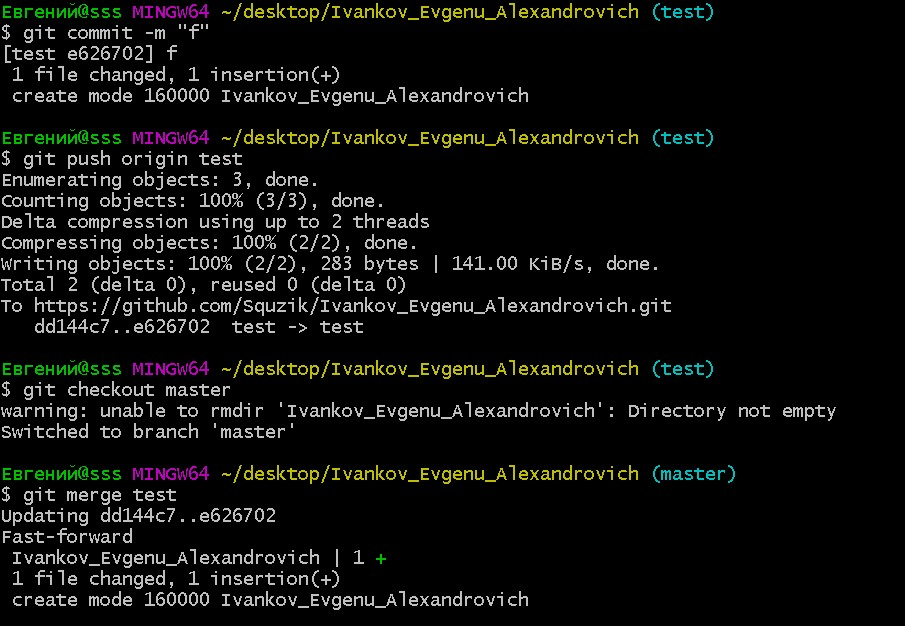 Евгений@sss MINGW64 ~/desktop/Ivankov_Evgenu_Alexandrovich (test)
$ git commit -m "f"
[test e626702] f
 1 file changed, 1 insertion(+)
 create mode 160000 Ivankov_Evgenu_Alexandrovich

Евгений@sss MINGW64 ~/desktop/Ivankov_Evgenu_Alexandrovich (test)
$ git push origin test
Enumerating objects: 3, done.
Counting objects: 100% (3/3), done.
Delta compression using up to 2 threads
Compressing objects: 100% (2/2), done.
Writing objects: 100% (2/2), 283 bytes | 141.00 KiB/s, done.
Total 2 (delta 0), reused 0 (delta 0)
To https://github.com/Squzik/Ivankov_Evgenu_Alexandrovich.git
   dd144c7..e626702  test -> test

Евгений@sss MINGW64 ~/desktop/Ivankov_Evgenu_Alexandrovich (test)
$ git checkout master
warning: unable to rmdir 'Ivankov_Evgenu_Alexandrovich': Directory not empty
Switched to branch 'master'

Евгений@sss MINGW64 ~/desktop/Ivankov_Evgenu_Alexandrovich (master)
$ git merge test
Updating dd144c7..e626702
Fast-forward
 Ivankov_Evgenu_Alexandrovich | 1 +
 1 file changed, 1 insertion(+)
 create mode 160000 Ivankov_Evgenu_Alexandrovich